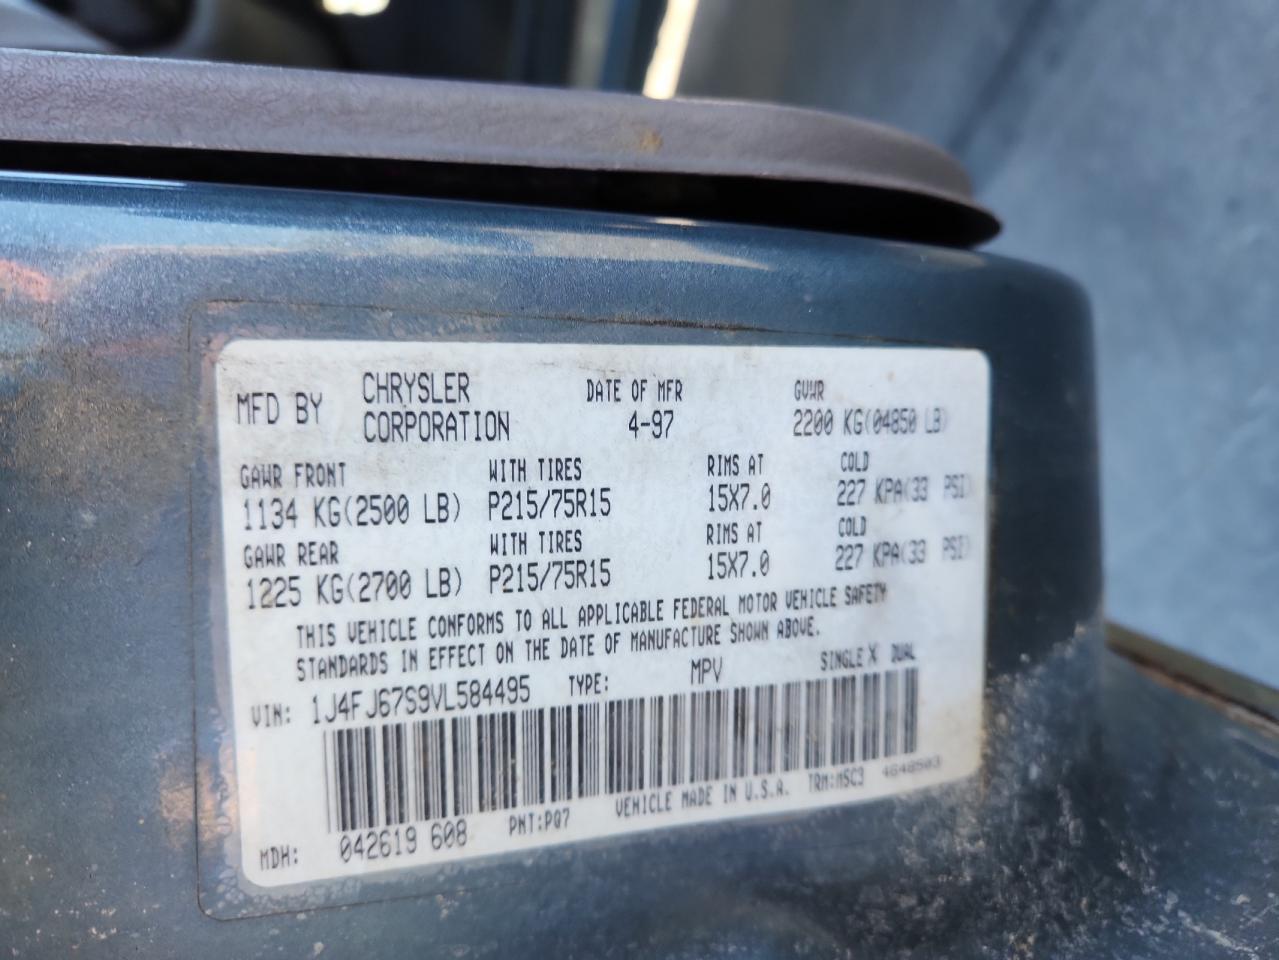 MFD BY CHRYSLER CORPORATION DATE OF MFR 4-97 GVWR 2200 KG(04850 LB)
GAWR FRONT WITH TIRES RIMS AT COLD
1134 KG(2500 LB) P215/75R15 15X7.0 227 KPA(33 PSI)
GAWR REAR WITH TIRES RIMS AT COLD
1225 KG(2700 LB) P215/75R15 15X7.0 227 KPA(33 PSI)
THIS VEHICLE CONFORMS TO ALL APPLICABLE FEDERAL MOTOR VEHICLE SAFETY
STANDARDS IN EFFECT ON THE DATE OF MANUFACTURE SHOWN ABOVE.
VIN: 1J4FJ67S9VL584495 TYPE: MPV SINGLE X DUAL
MDH: 042619 608 PNT:PQ7 VEHICLE MADE IN U.S.A. TRM:M5C3 4648503